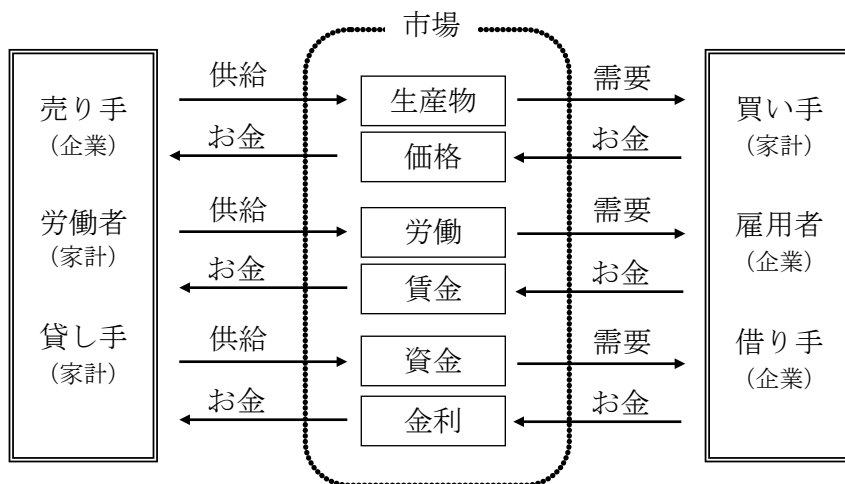 市場
供給
生産物
需要
売り手
(企業)
買い手
(家計)
お金
価格
お金
供給
労働
需要
労働者
(家計)
雇用者
(企業)
お金
賃金
お金
供給
資金
需要
貸し手
(家計)
借り手
(企業)
お金
金利
お金